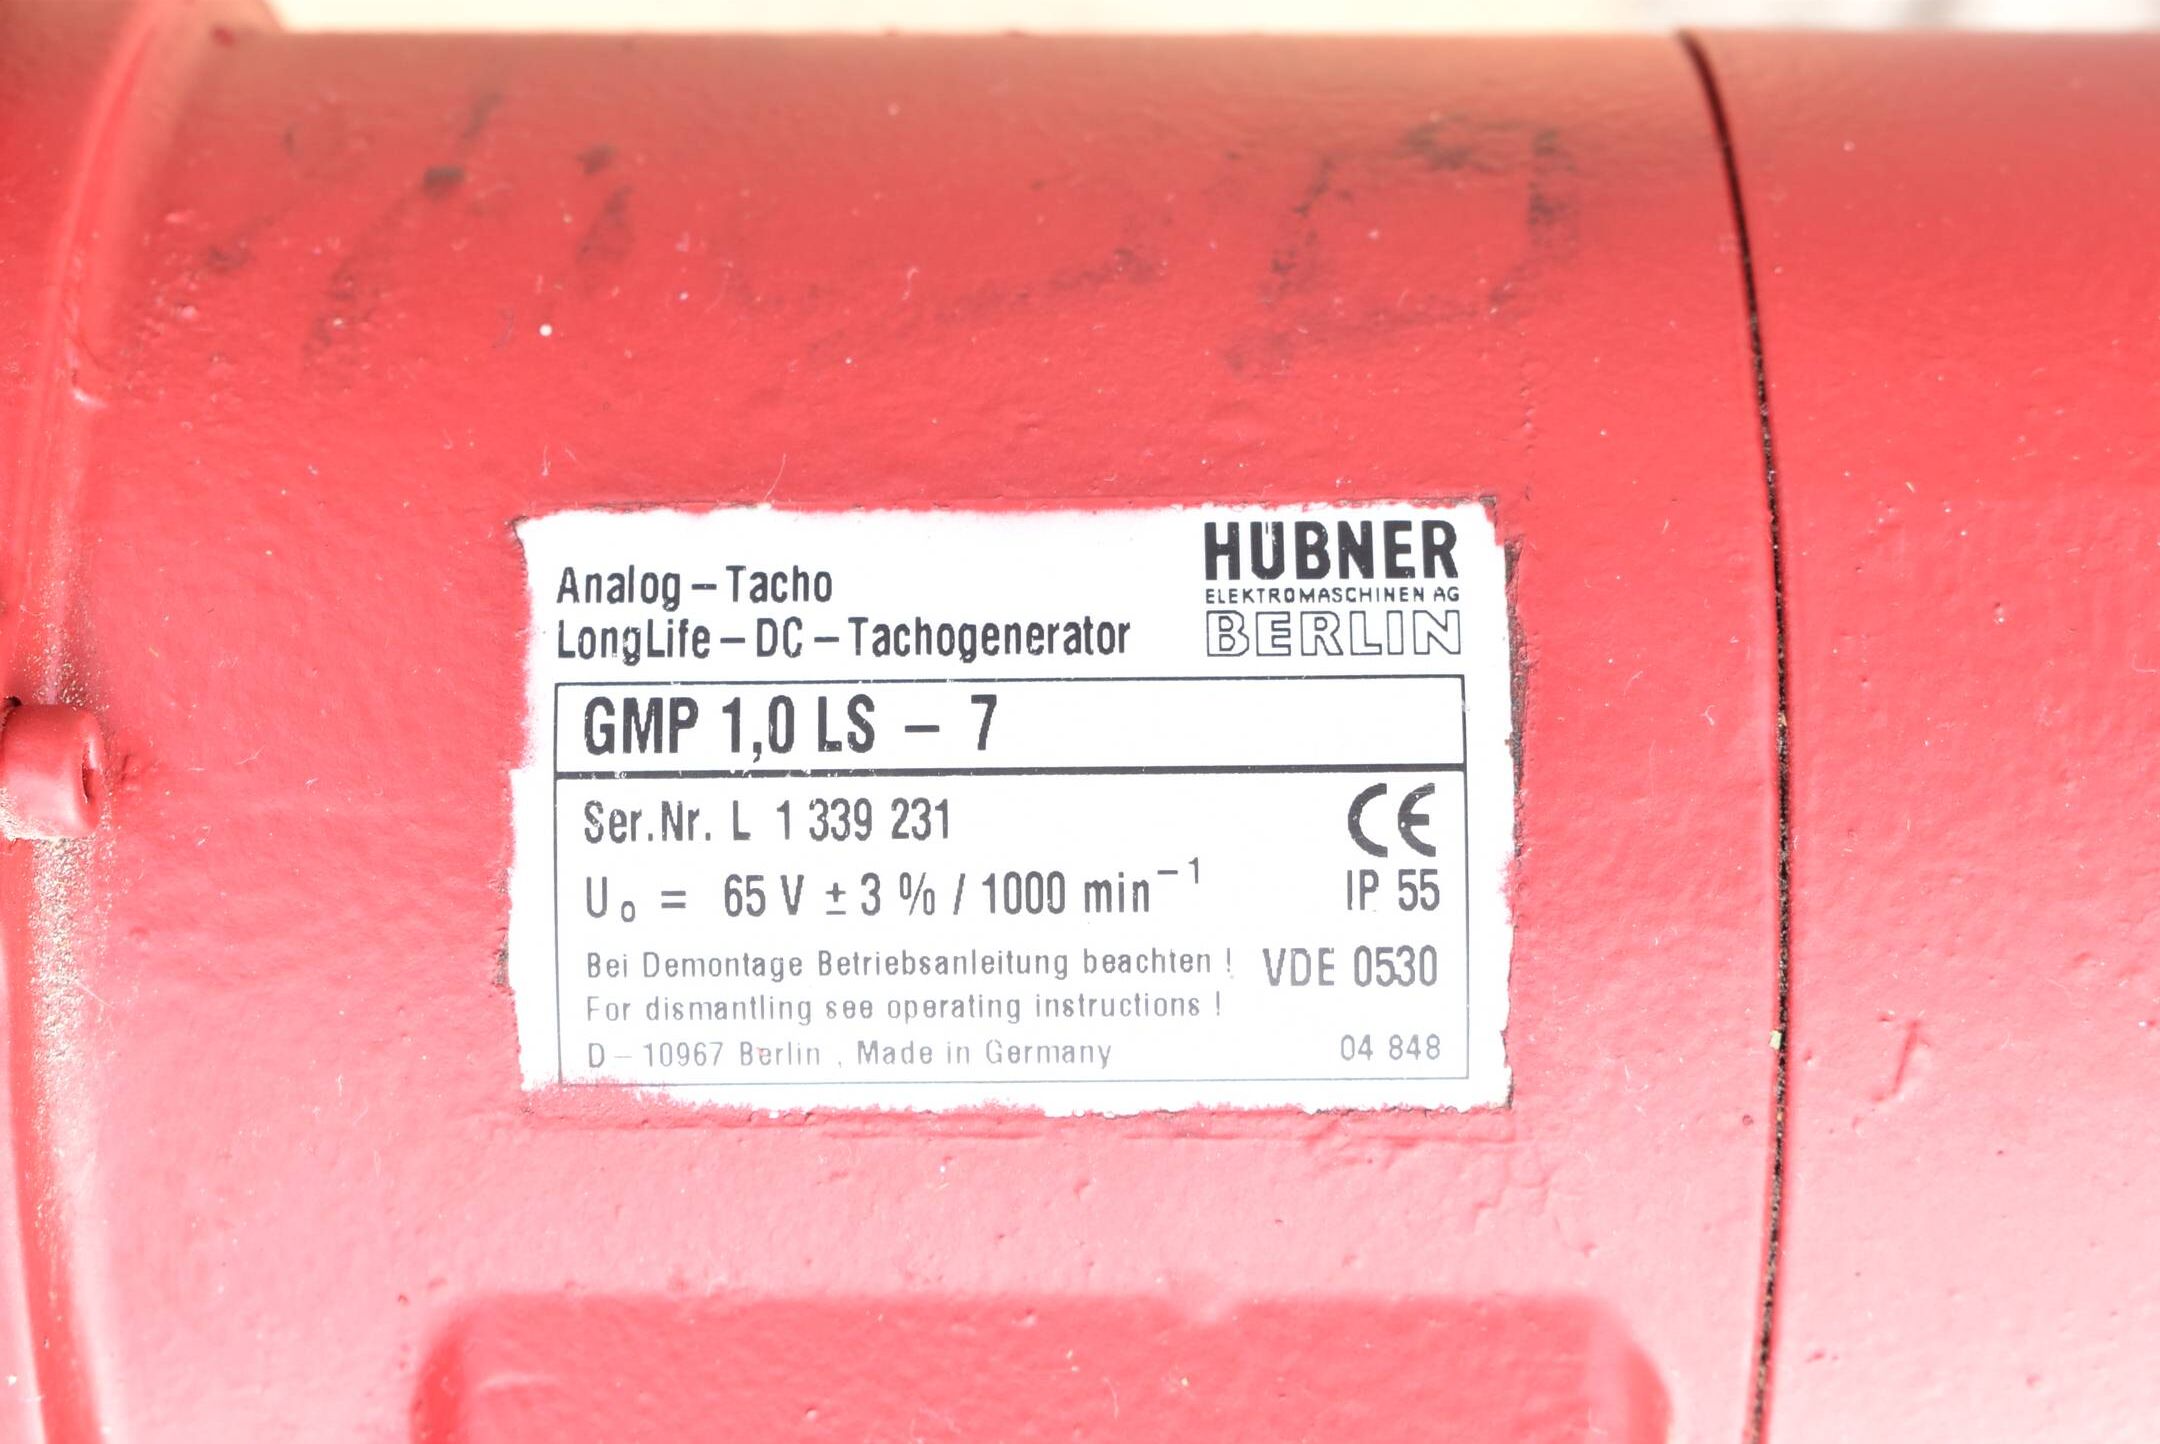 Analog – Tacho
LongLife – DC – Tachogenerator
HÜBNER
ELEKTROMASCHINEN AG
BERLIN
GMP 1,0 LS – 7
Ser.Nr. L 1 339 231
CE
U₀ = 65 V ± 3 % / 1000 min⁻¹
IP 55
Bei Demontage Betriebsanleitung beachten !
VDE 0530
For dismantling see operating instructions !
D – 10967 Berlin , Made in Germany
04 848